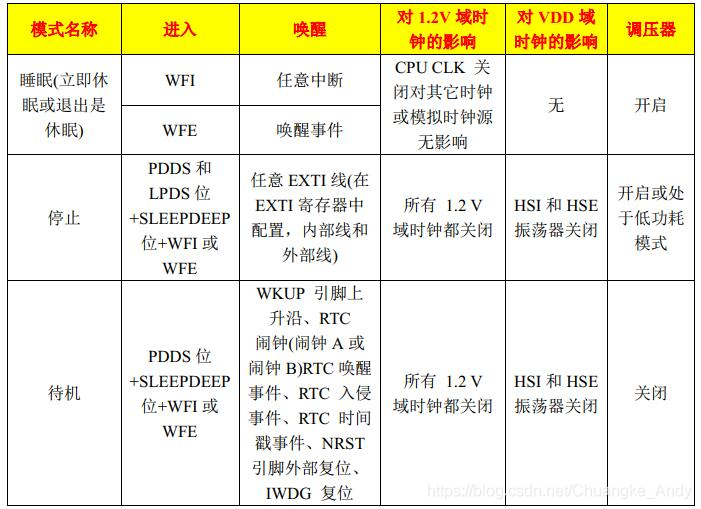 模式名称
进入
唤醒
对 1.2V 域时
钟的影响
对 VDD 域
时钟的影响
调压器
睡眠(立即休
眠或退出是
休眠)
WFI
任意中断
WFE
唤醒事件
CPU CLK 关
闭对其它时钟
或模拟时钟源
无影响
无
开启
停止
PDDS 和
LPDS 位
+SLEEPDEEP
位+WFI 或
WFE
任意 EXTI 线(在
EXTI 寄存器中
配置，内部线和
外部线)
所有 1.2 V
域时钟都关闭
HSI 和 HSE
振荡器关闭
开启或处
于低功耗
模式
待机
PDDS 位
+SLEEPDEEP
位+WFI 或
WFE
WKUP 引脚上
升沿、RTC
闹钟(闹钟 A 或
闹钟 B)RTC 唤醒
事件、RTC 入侵
事件、RTC 时间
戳事件、NRST
引脚外部复位、
IWDG 复位
所有 1.2 V
域时钟都关闭
HSI 和 HSE
振荡器关闭
关闭
https://blog.csdn.net/Chuangke_Andy